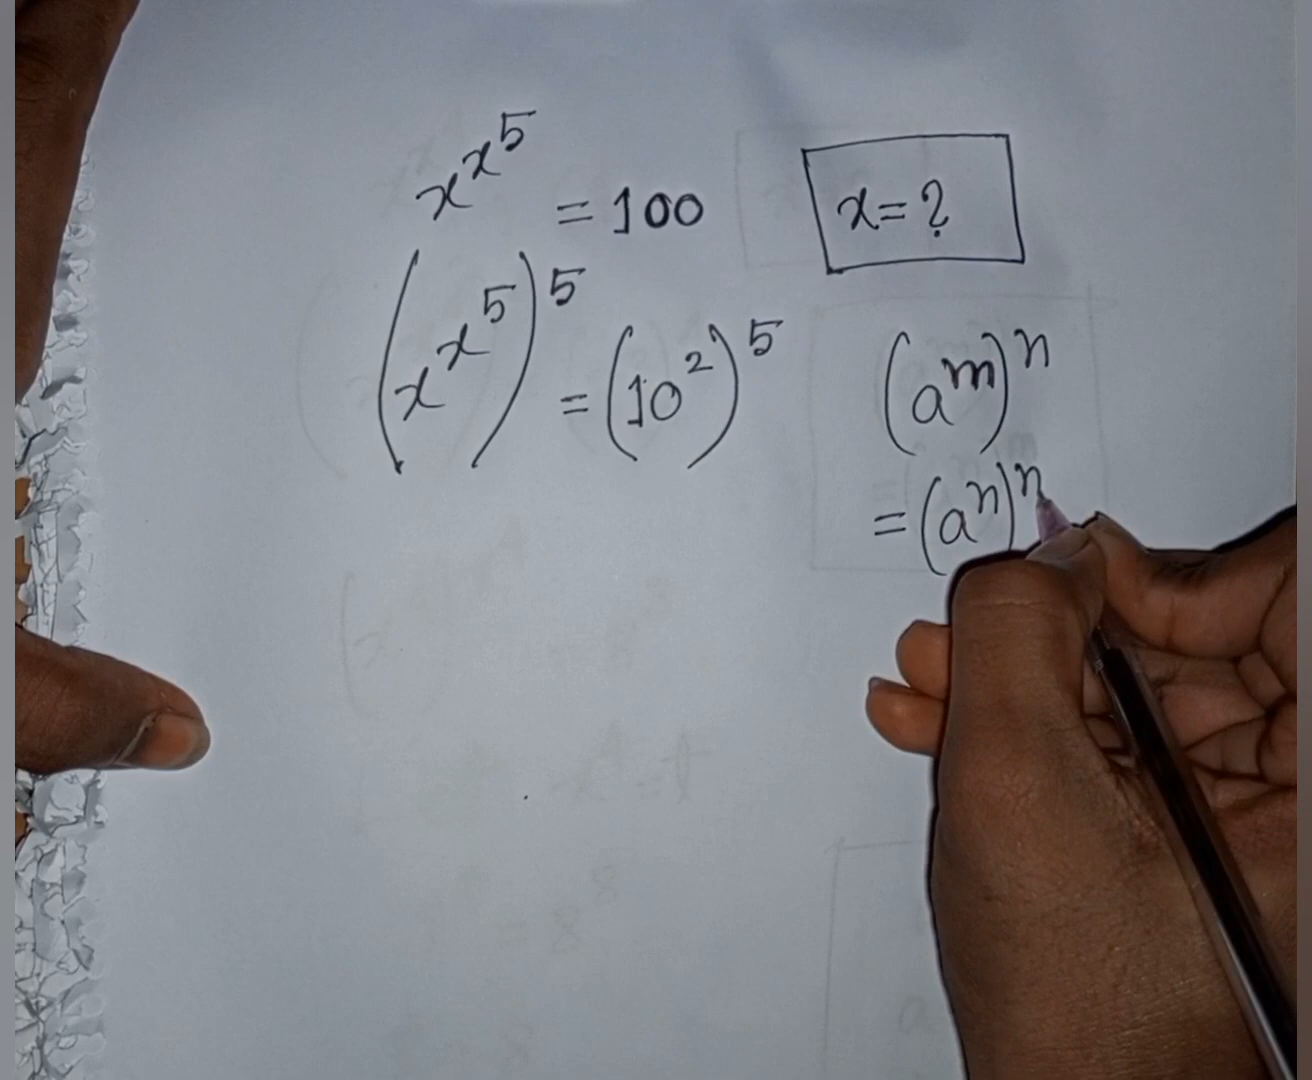 x^{x^5} = 100
x = ?
(x^{x^5})^5 = (10^2)^5
(a^m)^n
= (a^n)^n